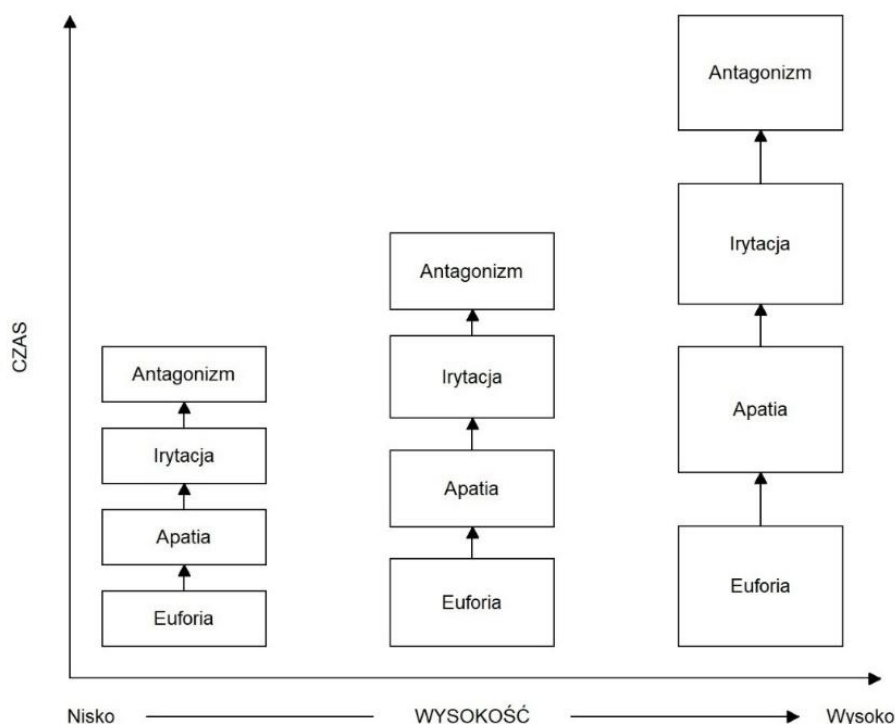 Antagonizm
Irytacja
Apatia
Euforia
Antagonizm
Irytacja
Apatia
Euforia
Antagonizm
Irytacja
Apatia
Euforia
CZAS
Nisko WYSOKOŚĆ Wysoko